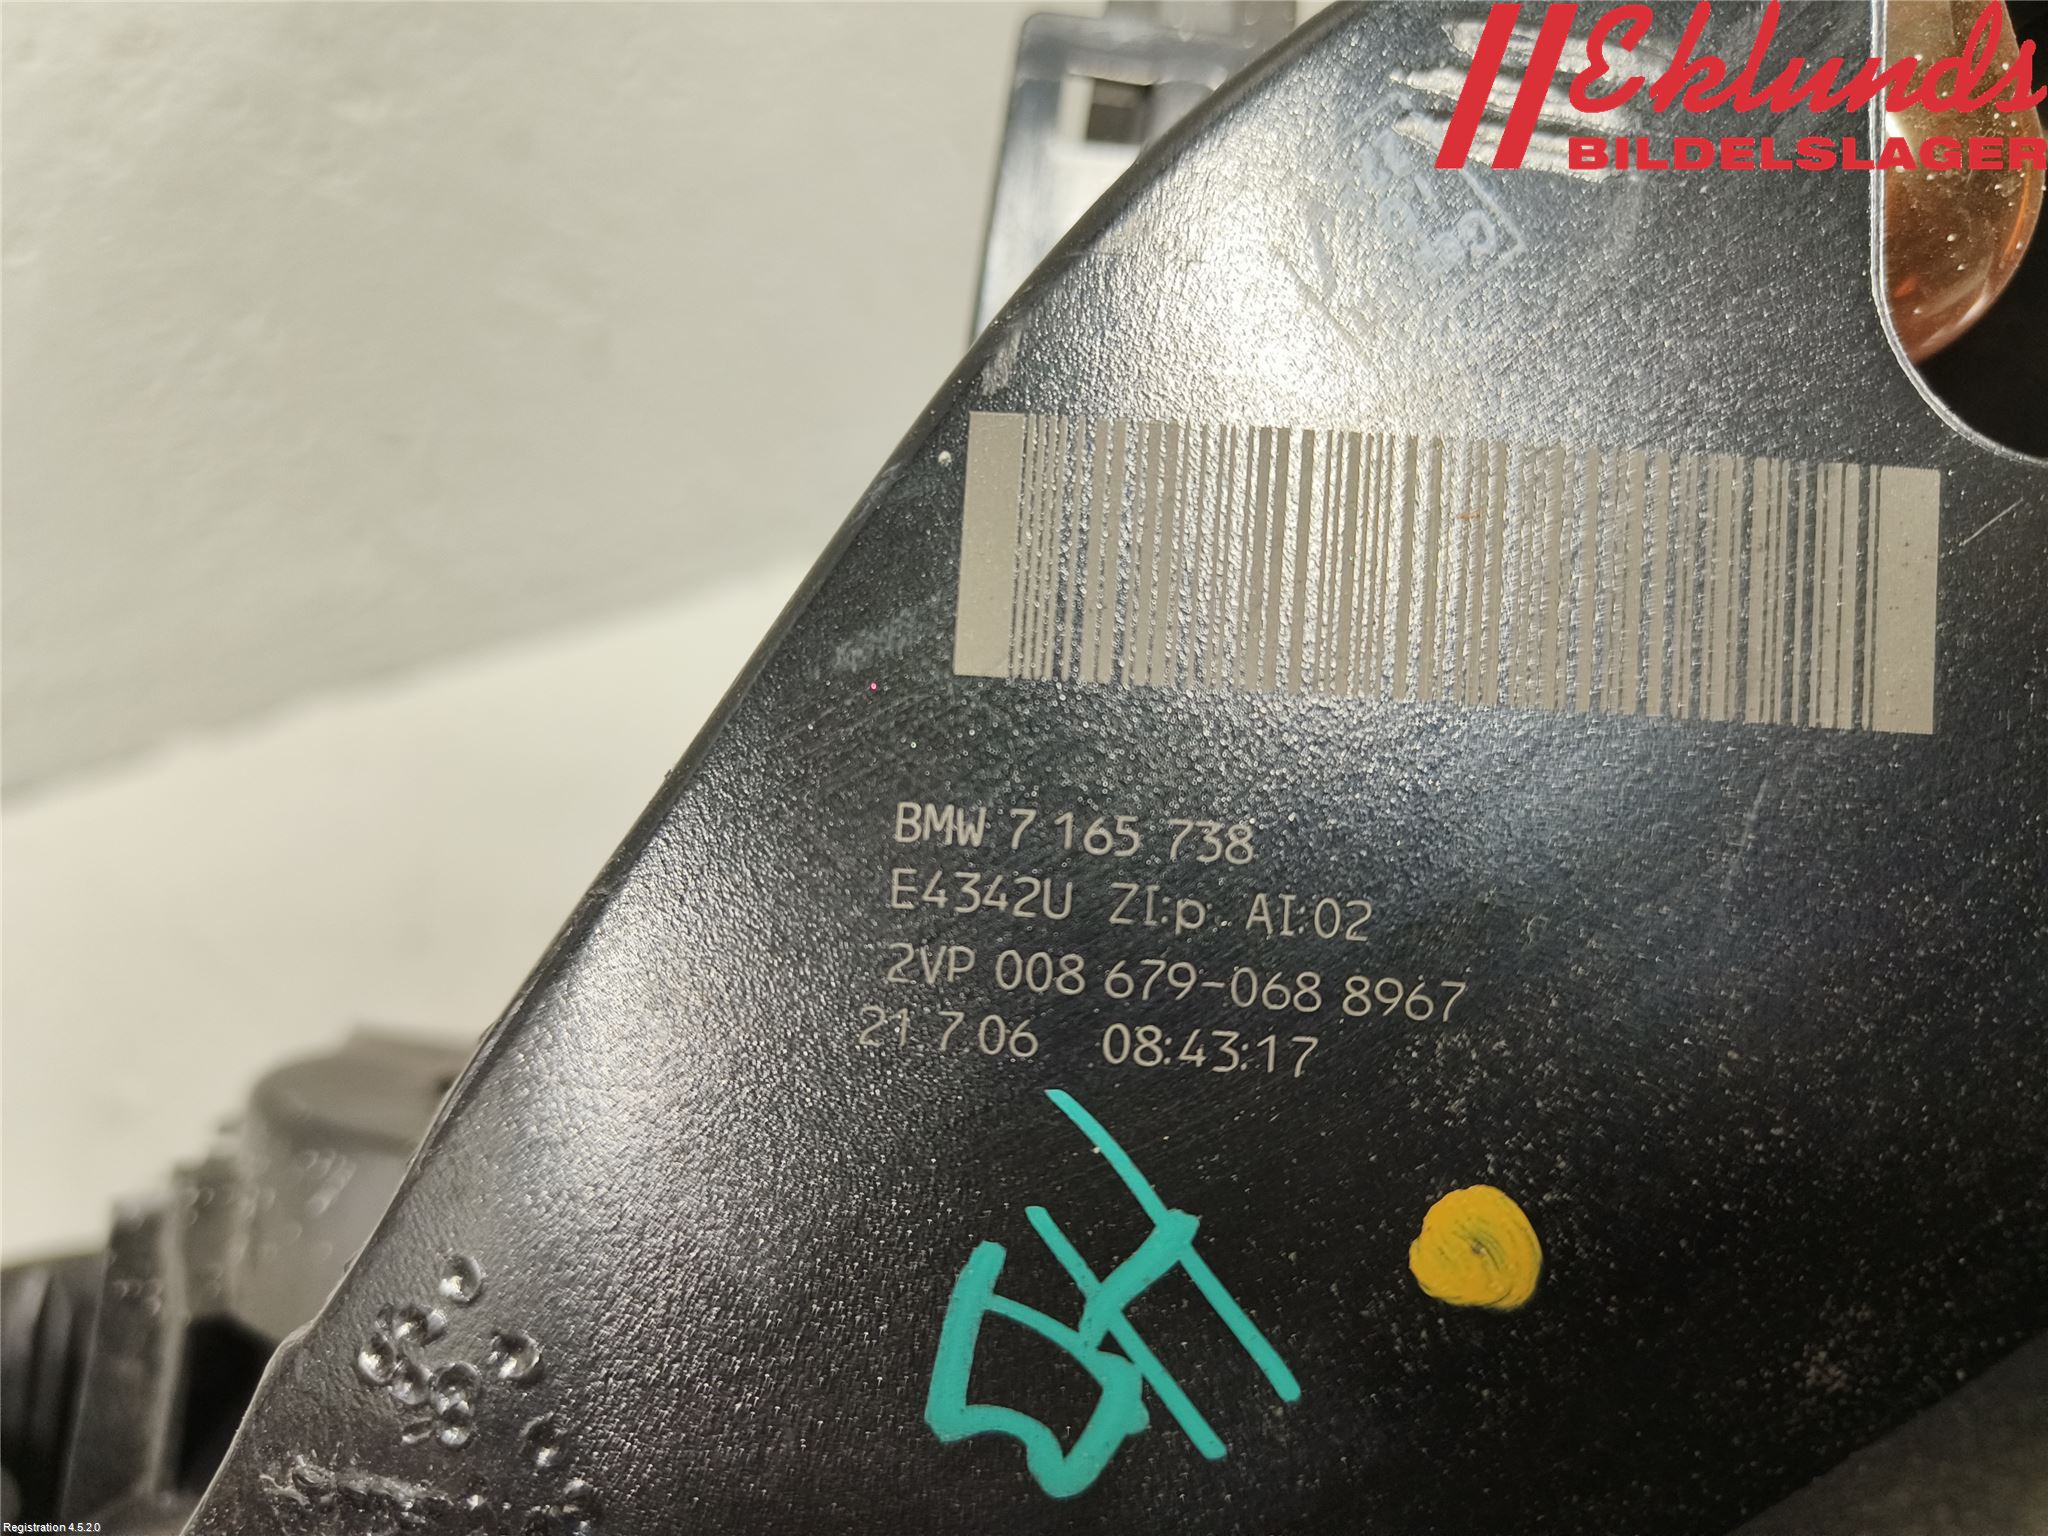 Eklunds
BILDELSLAGER
BMW 7 165 738
E4342U ZI:p AI:02
2VP 008 679-068 8967
21.7.06 08:43:17
Registration 4.5.2.0